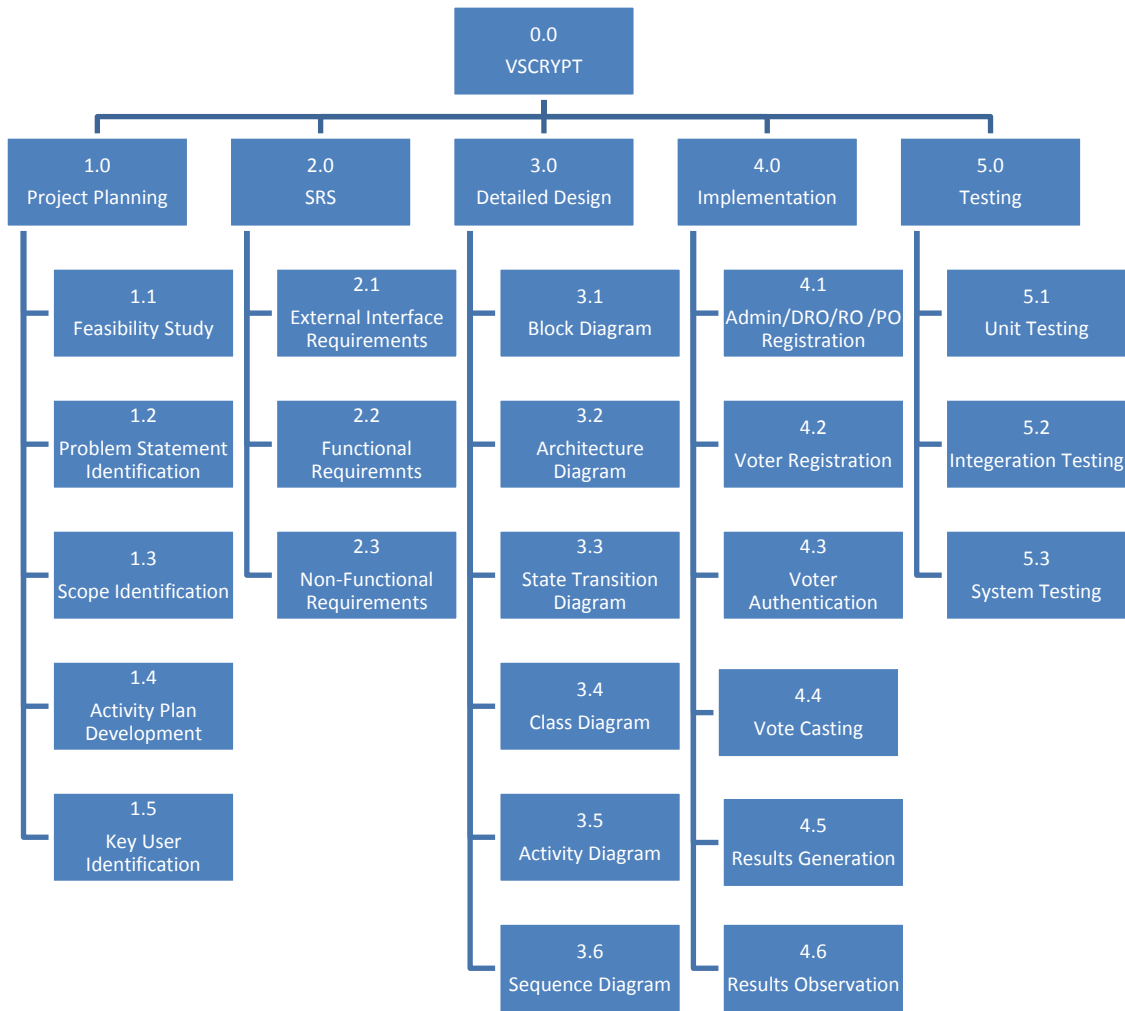 0.0
VSCRYPT
1.0
Project Planning
2.0
SRS
3.0
Detailed Design
4.0
Implementation
5.0
Testing
1.1
Feasibility Study
1.2
Problem Statement
Identification
1.3
Scope Identification
1.4
Activity Plan
Development
1.5
Key User
Identification
2.1
External Interface
Requirements
2.2
Functional
Requiremnts
2.3
Non-Functional
Requirements
3.1
Block Diagram
3.2
Architecture
Diagram
3.3
State Transition
Diagram
3.4
Class Diagram
3.5
Activity Diagram
3.6
Sequence Diagram
4.1
Admin/DRO/RO /PO
Registration
4.2
Voter Registration
4.3
Voter
Authentication
4.4
Vote Casting
4.5
Results Generation
4.6
Results Observation
5.1
Unit Testing
5.2
Integeration Testing
5.3
System Testing